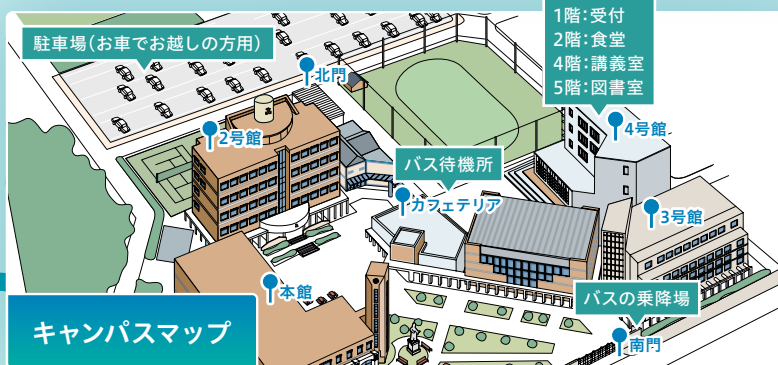 1階:受付
2階:食堂
4階:講義室
5階:図書室
駐車場(お車でお越しの方用)
北門
2号館
4号館
バス待機所
カフェテリア
3号館
本館
バスの乗降場
キャンパスマップ
南門